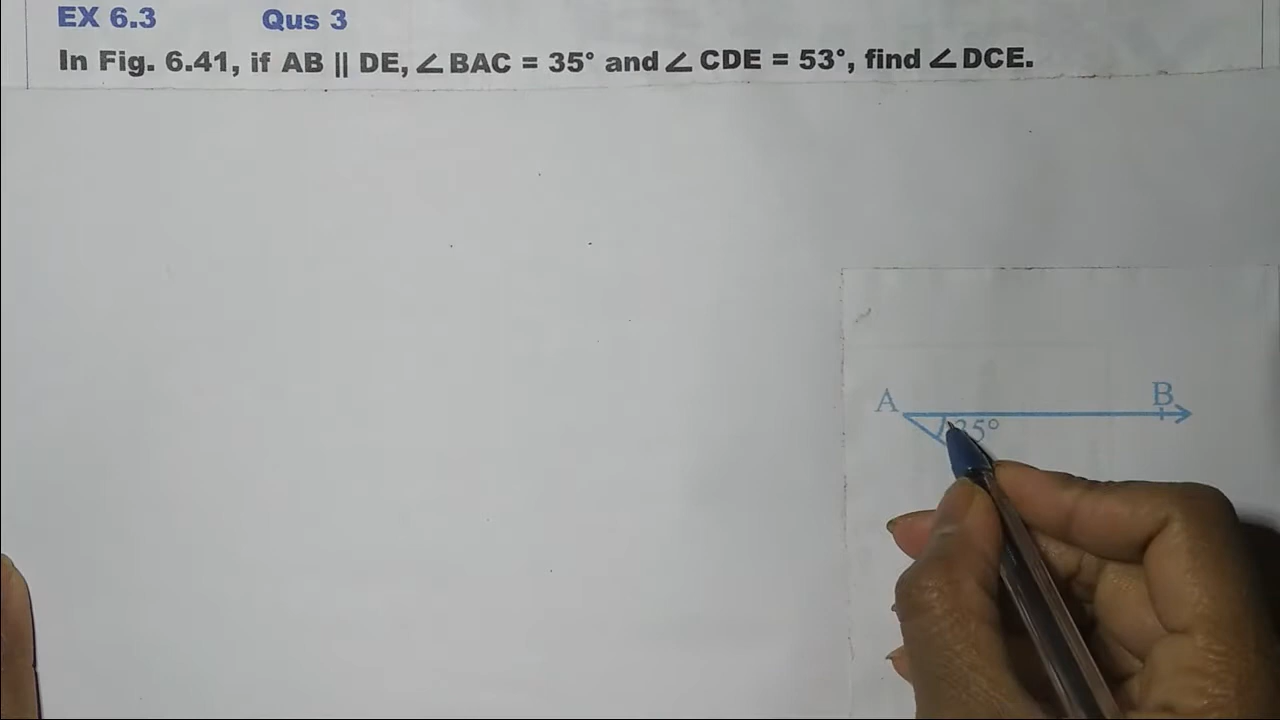 EX 6.3 Qus 3
In Fig. 6.41, if AB || DE, ∠BAC = 35° and ∠CDE = 53°, find ∠DCE.
A
B
35°